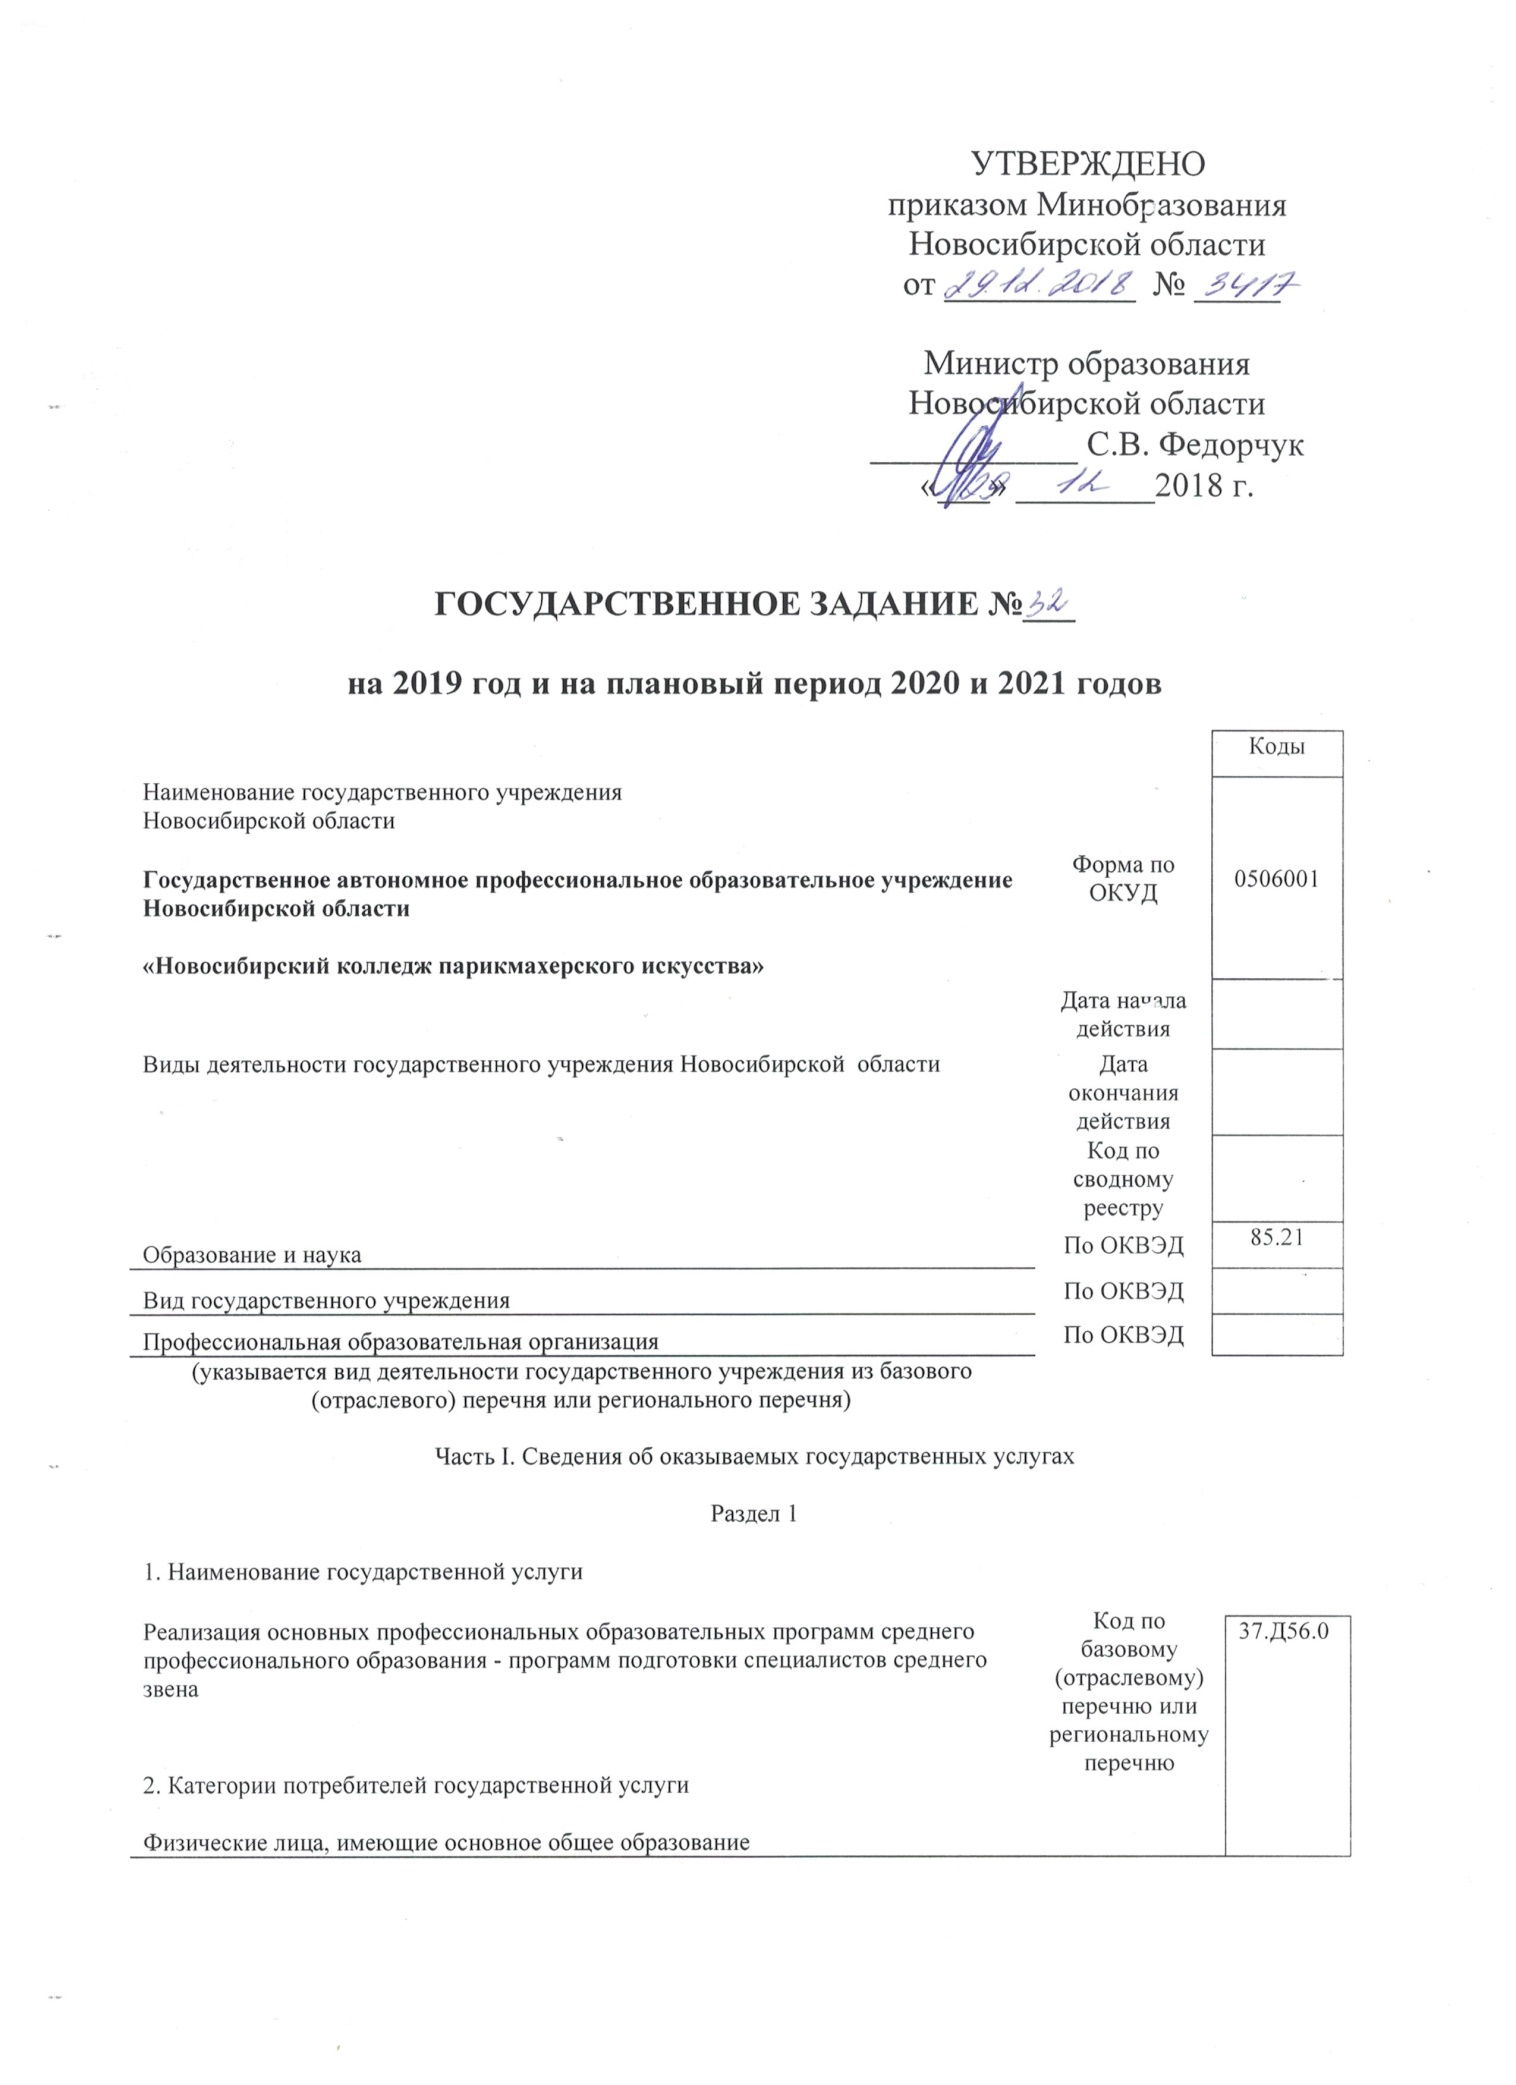 УТВЕРЖДЕНО
приказом Минобразования
Новосибирской области
от 29.12.2018 № 3417
Министр образования
Новосибирской области
С.В. Федорчук
«29» 12 2018 г.
ГОСУДАРСТВЕННОЕ ЗАДАНИЕ №32
на 2019 год и на плановый период 2020 и 2021 годов
Коды
Наименование государственного учреждения
Новосибирской области
Государственное автономное профессиональное образовательное учреждение
Новосибирской области
«Новосибирский колледж парикмахерского искусства»
Форма по
ОКУД
0506001
Дата начала
действия
Виды деятельности государственного учреждения Новосибирской области
Дата
окончания
действия
Код по
сводному
реестру
Образование и наука
По ОКВЭД
85.21
Вид государственного учреждения
По ОКВЭД
Профессиональная образовательная организация
По ОКВЭД
(указывается вид деятельности государственного учреждения из базового
(отраслевого) перечня или регионального перечня)
Часть I. Сведения об оказываемых государственных услугах
Раздел 1
1. Наименование государственной услуги
Реализация основных профессиональных образовательных программ среднего
профессионального образования - программ подготовки специалистов среднего
звена
Код по
базовому
(отраслевому)
перечню или
региональному
перечню
37.Д56.0
2. Категории потребителей государственной услуги
Физические лица, имеющие основное общее образование